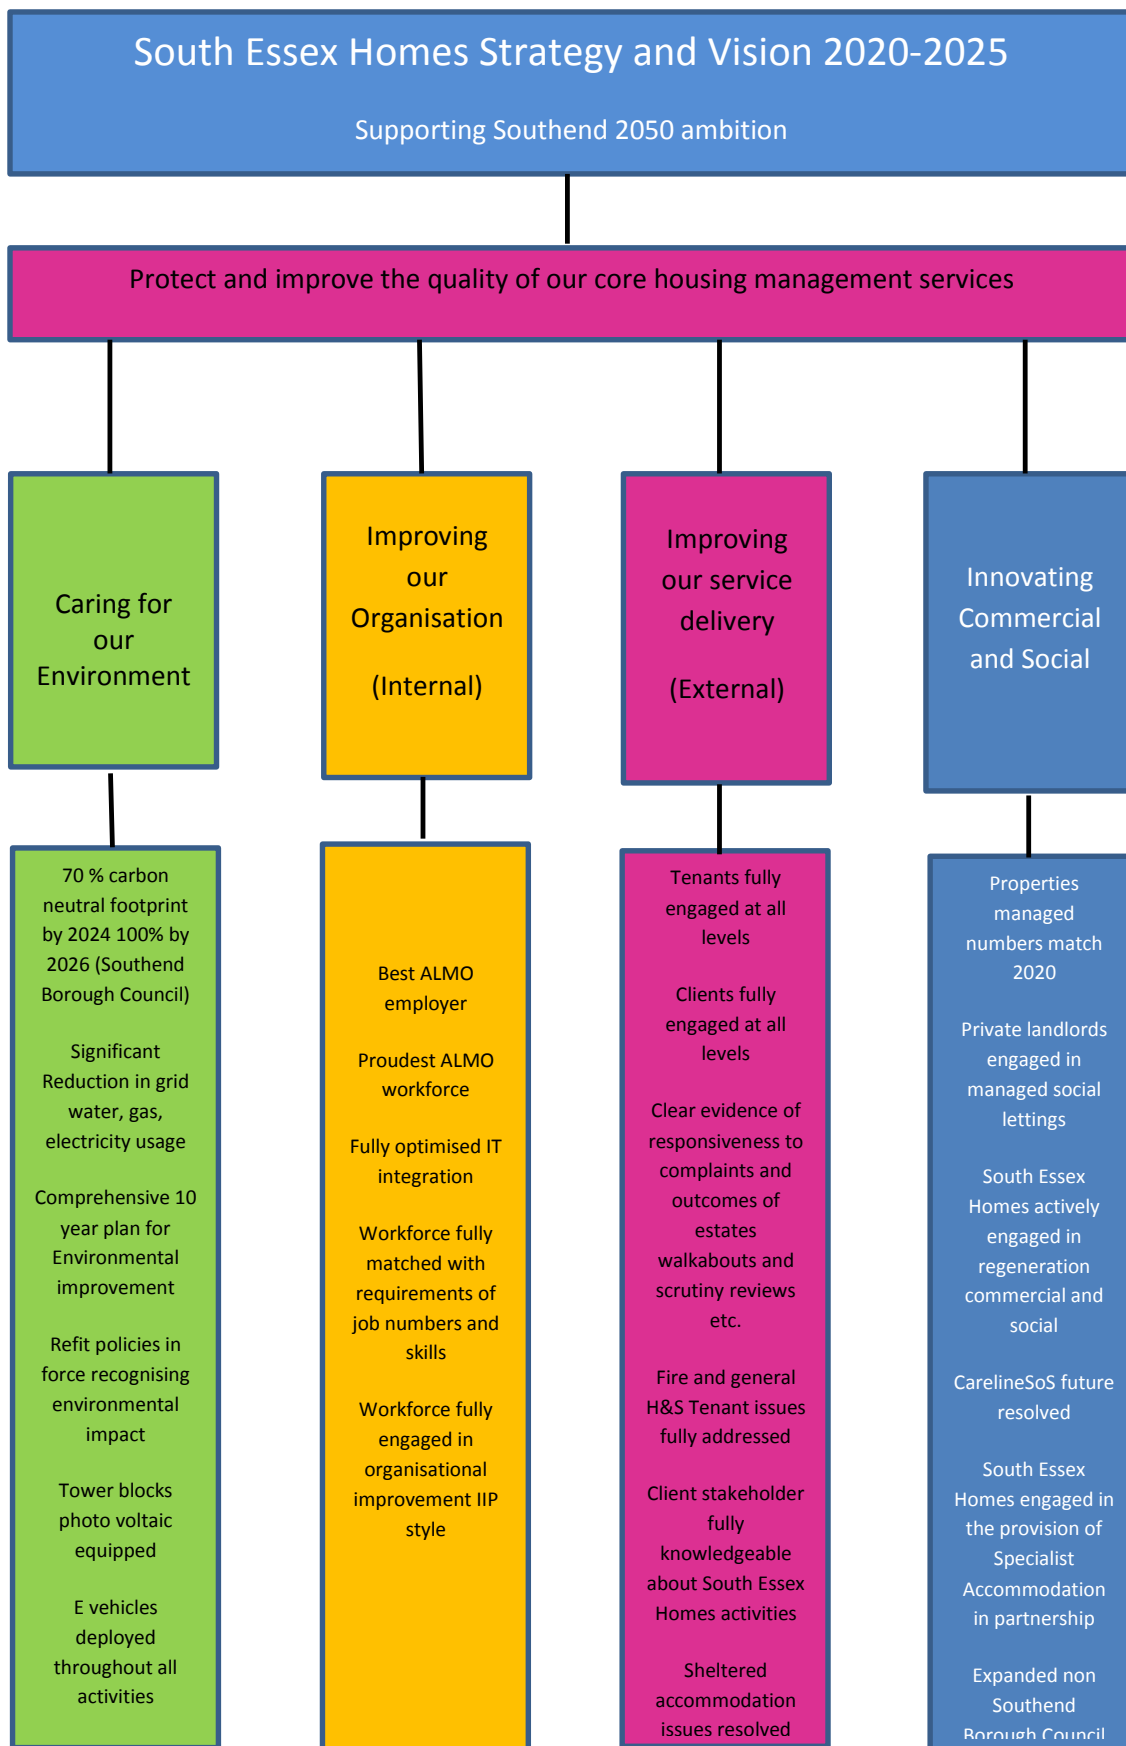 South Essex Homes Strategy and Vision 2020-2025
Supporting Southend 2050 ambition
Protect and improve the quality of our core housing management services
Caring for
our
Environment
Improving
our
Organisation
(Internal)
Improving
our service
delivery
(External)
Innovating
Commercial
and Social
70 % carbon
neutral footprint
by 2024 100% by
2026 (Southend
Borough Council)
Significant
Reduction in grid
water, gas,
electricity usage
Comprehensive 10
year plan for
Environmental
improvement
Refit policies in
force recognising
environmental
impact
Tower blocks
photo voltaic
equipped
E vehicles
deployed
throughout all
activities
Best ALMO
employer
Proudest ALMO
workforce
Fully optimised IT
integration
Workforce fully
matched with
requirements of
job numbers and
skills
Workforce fully
engaged in
organisational
improvement IIP
style
Tenants fully
engaged at all
levels
Clients fully
engaged at all
levels
Clear evidence of
responsiveness to
complaints and
outcomes of
estates
walkabouts and
scrutiny reviews
etc.
Fire and general
H&S Tenant issues
fully addressed
Client stakeholder
fully
knowledgeable
about South Essex
Homes activities
Sheltered
accommodation
issues resolved
Properties
managed
numbers match
2020
Private landlords
engaged in
managed social
lettings
South Essex
Homes actively
engaged in
regeneration
commercial and
social
CarelineSoS future
resolved
South Essex
Homes engaged in
the provision of
Specialist
Accommodation
in partnership
Expanded non
Southend
Borough Council